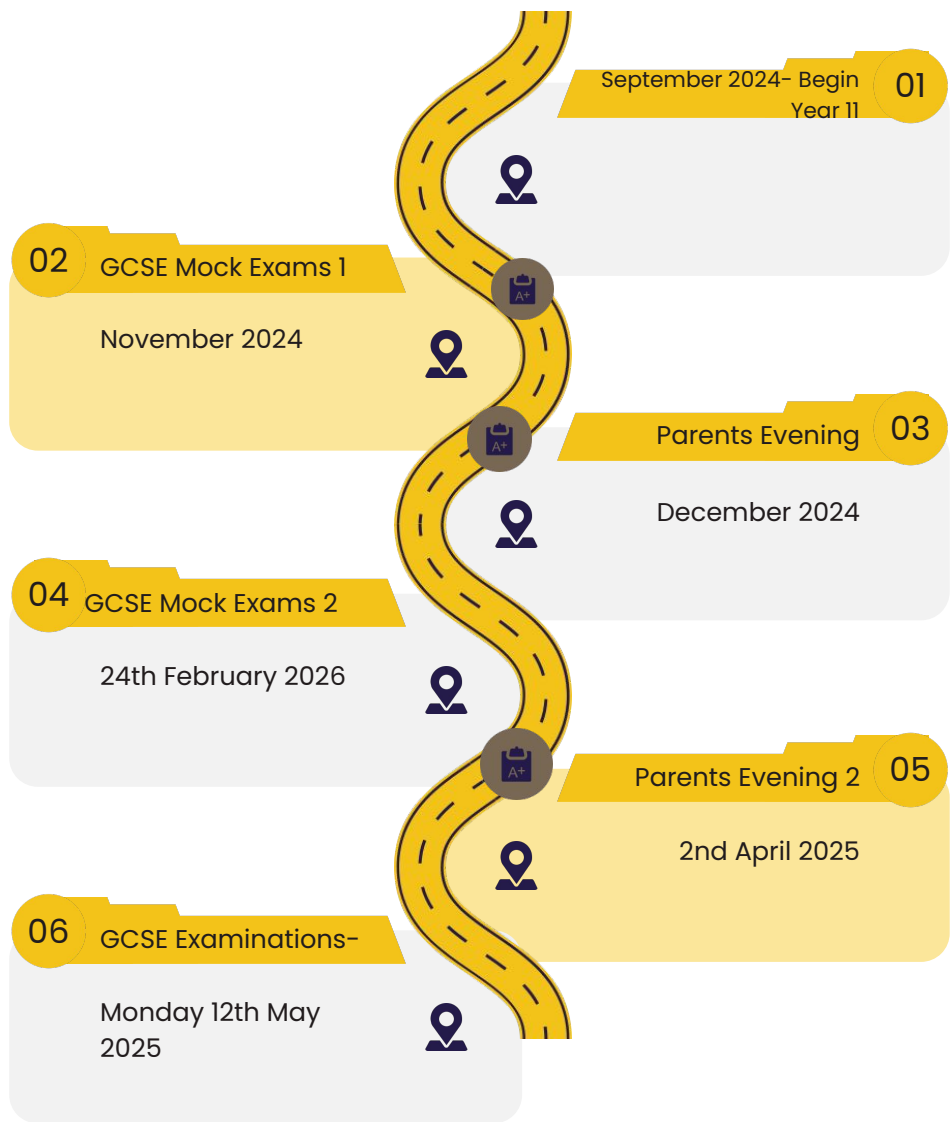 01
September 2024- Begin
Year 11
02
GCSE Mock Exams 1
November 2024
A+
03
Parents Evening
December 2024
A+
04
GCSE Mock Exams 2
24th February 2026
A+
05
Parents Evening 2
2nd April 2025
06
GCSE Examinations-
Monday 12th May
2025